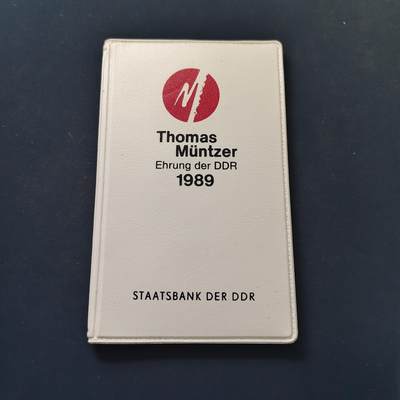 Thomas
Müntzer
Ehrung der DDR
1989
STAATSBANK DER DDR